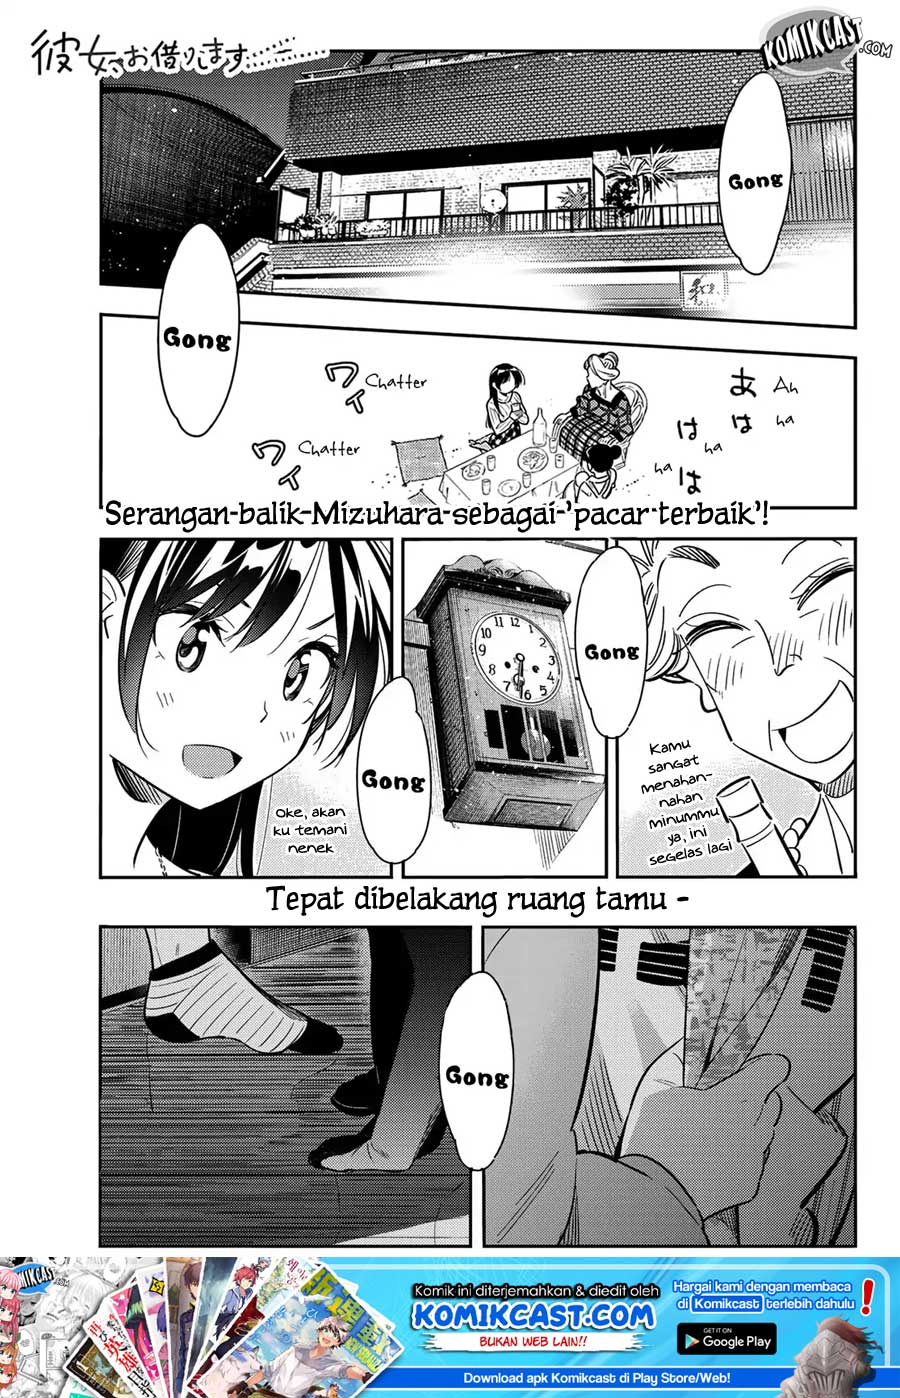 彼女、お借りします
KOMIKCAST.COM
Gong
Gong
ワイ
Chatter
ワイ
Chatter
あはは
は
Ah
ha
ha
ha
Serangan balik Mizuhara sebagai 'pacar terbaik'!
12
Gong
Gong
Kamu
sangat
menahan-
nahan
minummu
ya, ini
segelas lagi
Oke, akan
ku temani
nenek
Tepat dibelakang ruang tamu -
Gong
KOMIKCAST.COM
Komik ini diterjemahkan & diedit oleh
KOMIKCAST.COM
BUKAN WEB LAIN!!
Hargai kami dengan membaca
di Komikcast terlebih dahulu !
GET IT ON
Google Play
Download apk Komikcast di Play Store/Web!